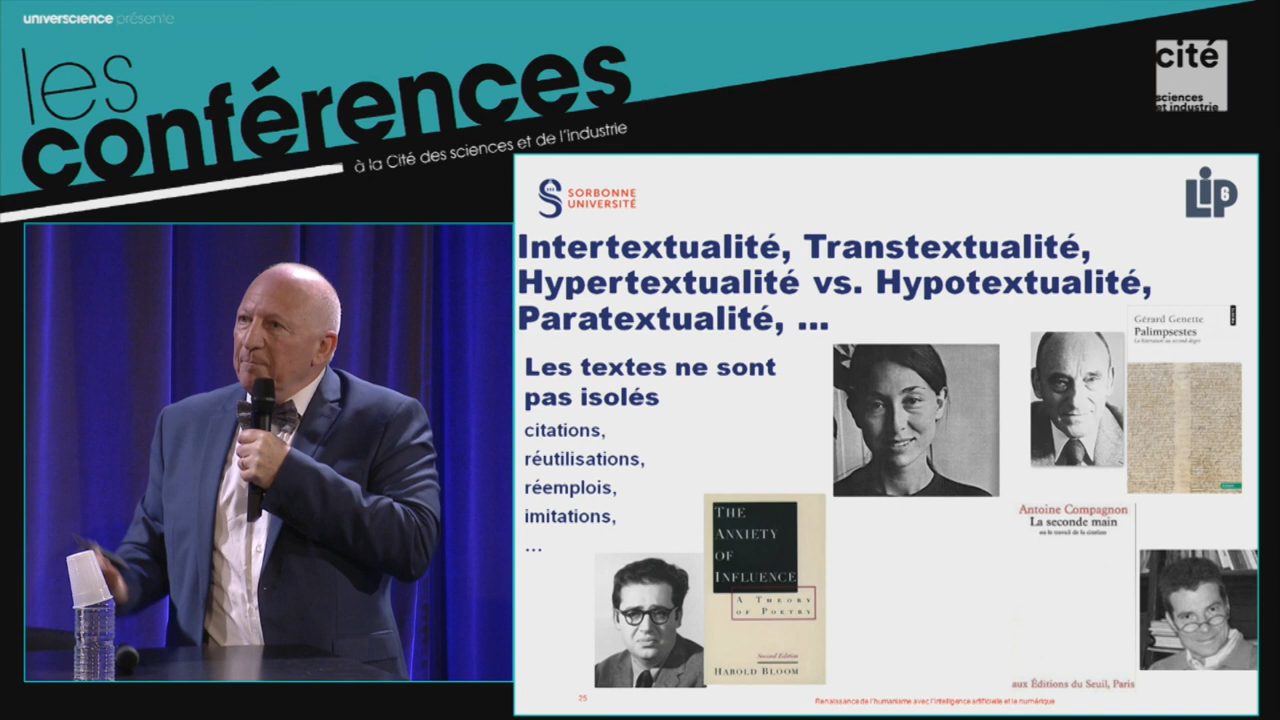 universcience présente
les
conférences
à la Cité des sciences et de l'industrie
cité
sciences
et industrie
SORBONNE
UNIVERSITÉ
LIP6
Intertextualité, Transtextualité,
Hypertextualité vs. Hypotextualité,
Paratextualité, ...
Les textes ne sont
pas isolés
citations,
réutilisations,
réemplois,
imitations,
...
Gérard Genette
Palimpsestes
La littérature au second degré
THE
ANXIETY
OF
INFLUENCE
A THEORY
OF POETRY
Second Edition
HAROLD BLOOM
Antoine Compagnon
La seconde main
ou le travail de la citation
aux Éditions du Seuil, Paris
25
Renaissance de l'humanisme avec l'intelligence artificielle et le numérique